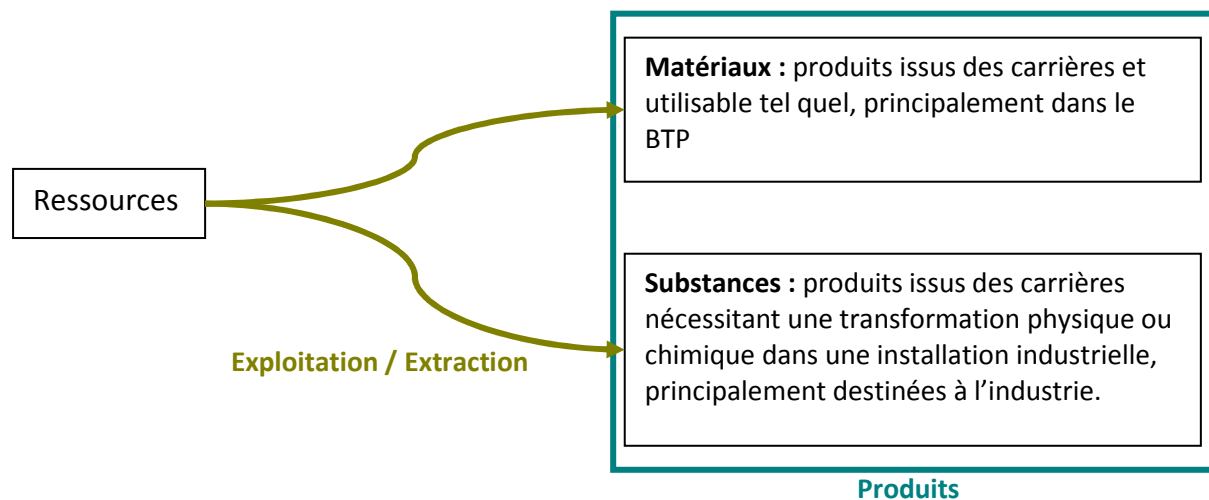 Matériaux : produits issus des carrières et
utilisable tel quel, principalement dans le
BTP
Ressources
Substances : produits issus des carrières
nécessitant une transformation physique ou
chimique dans une installation industrielle,
principalement destinées à l’industrie.
Exploitation / Extraction
Produits